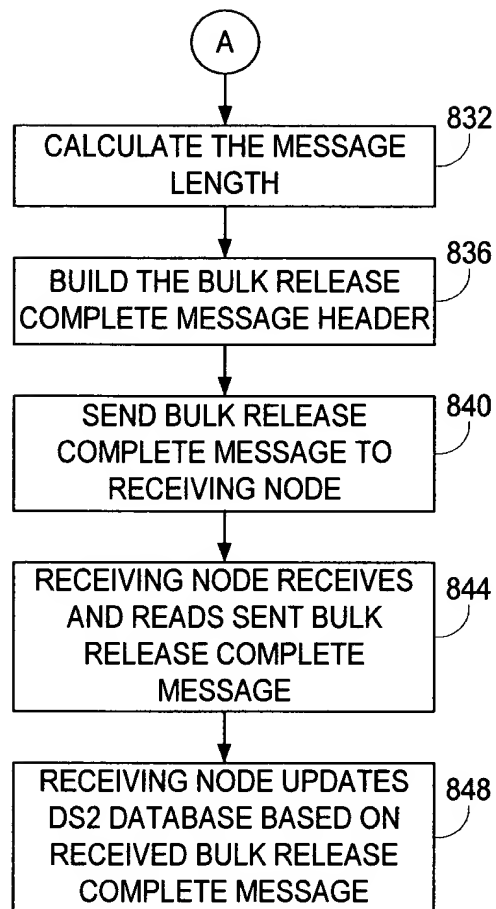 A
832
CALCULATE THE MESSAGE
LENGTH
836
BUILD THE BULK RELEASE
COMPLETE MESSAGE HEADER
840
SEND BULK RELEASE
COMPLETE MESSAGE TO
RECEIVING NODE
844
RECEIVING NODE RECEIVES
AND READS SENT BULK
RELEASE COMPLETE
MESSAGE
848
RECEIVING NODE UPDATES
DS2 DATABASE BASED ON
RECEIVED BULK RELEASE
COMPLETE MESSAGE